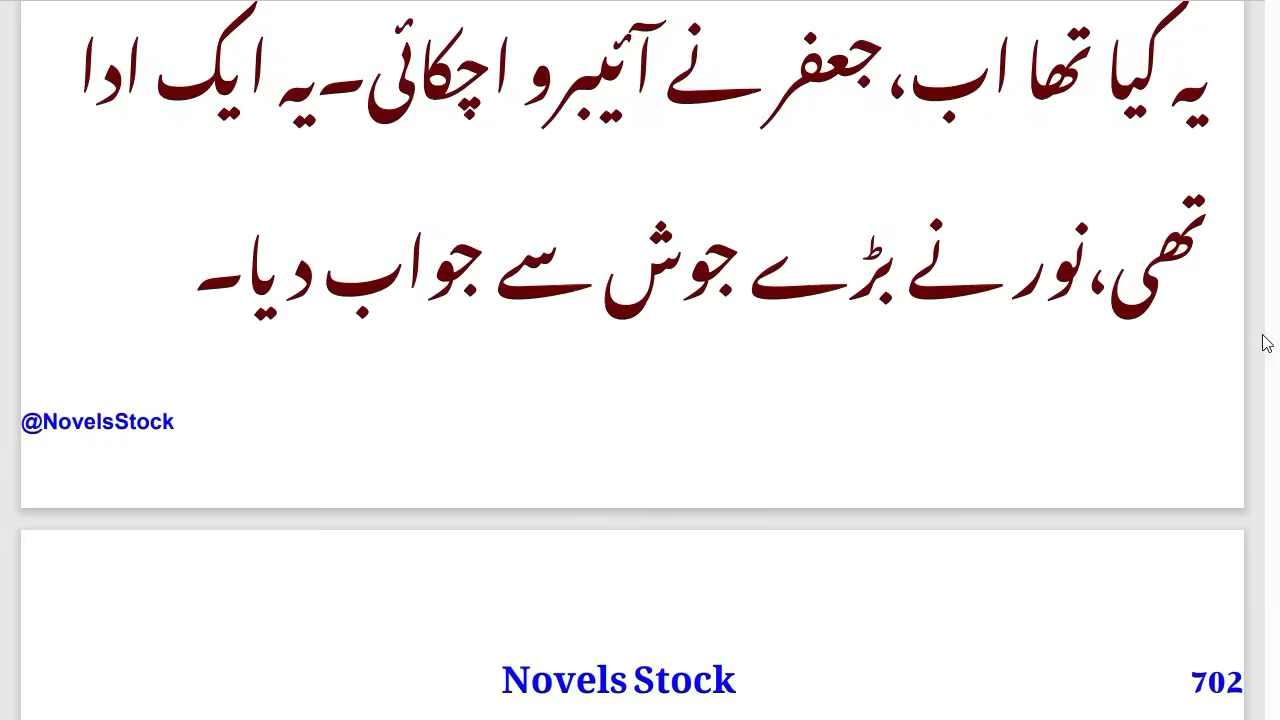 یہ کیا تھا اب، جعفر نے آئیبرو اچکائی۔یہ ایک ادا
تھی،نور نے بڑے جوش سے جواب دیا۔
@NovelsStock
Novels Stock 702